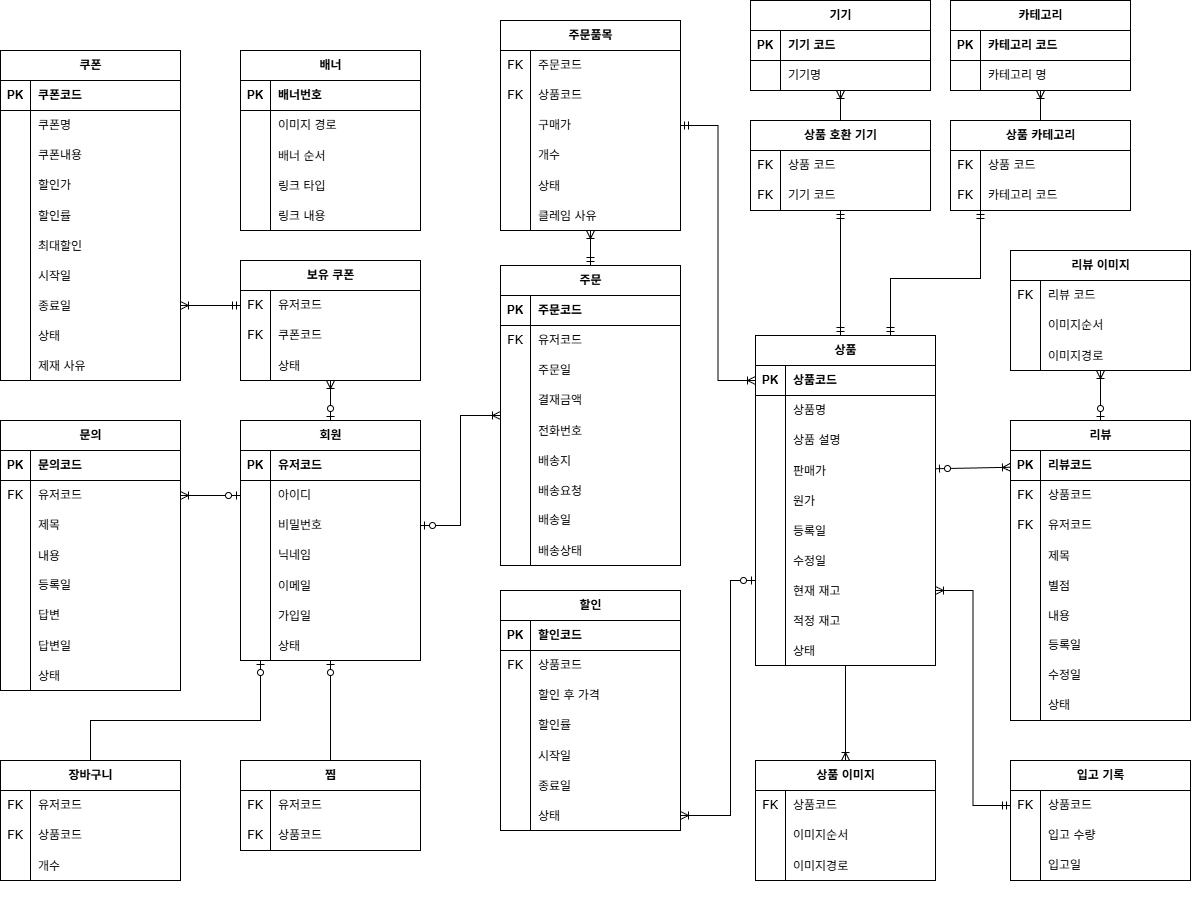 쿠폰
PK 쿠폰코드
쿠폰명
쿠폰내용
할인가
할인률
최대할인
시작일
종료일
상태
제재 사유
배너
PK 배너번호
이미지 경로
배너 순서
링크 타입
링크 내용
보유 쿠폰
FK 유저코드
FK 쿠폰코드
상태
문의
PK 문의코드
FK 유저코드
제목
내용
등록일
답변
답변일
상태
회원
PK 유저코드
아이디
비밀번호
닉네임
이메일
가입일
상태
장바구니
FK 유저코드
FK 상품코드
개수
찜
FK 유저코드
FK 상품코드
주문품목
FK 주문코드
FK 상품코드
구매가
개수
상태
클레임 사유
주문
PK 주문코드
FK 유저코드
주문일
결재금액
전화번호
배송지
배송요청
배송일
배송상태
할인
PK 할인코드
FK 상품코드
할인 후 가격
할인률
시작일
종료일
상태
기기
PK 기기 코드
기기명
카테고리
PK 카테고리 코드
카테고리 명
상품 호환 기기
FK 상품 코드
FK 기기 코드
상품 카테고리
FK 상품 코드
FK 카테고리 코드
상품
PK 상품코드
상품명
상품 설명
판매가
원가
등록일
수정일
현재 재고
적정 재고
상태
상품 이미지
FK 상품코드
이미지순서
이미지경로
리뷰 이미지
FK 리뷰 코드
이미지순서
이미지경로
리뷰
PK 리뷰코드
FK 상품코드
FK 유저코드
제목
별점
내용
등록일
수정일
상태
입고 기록
FK 상품코드
입고 수량
입고일